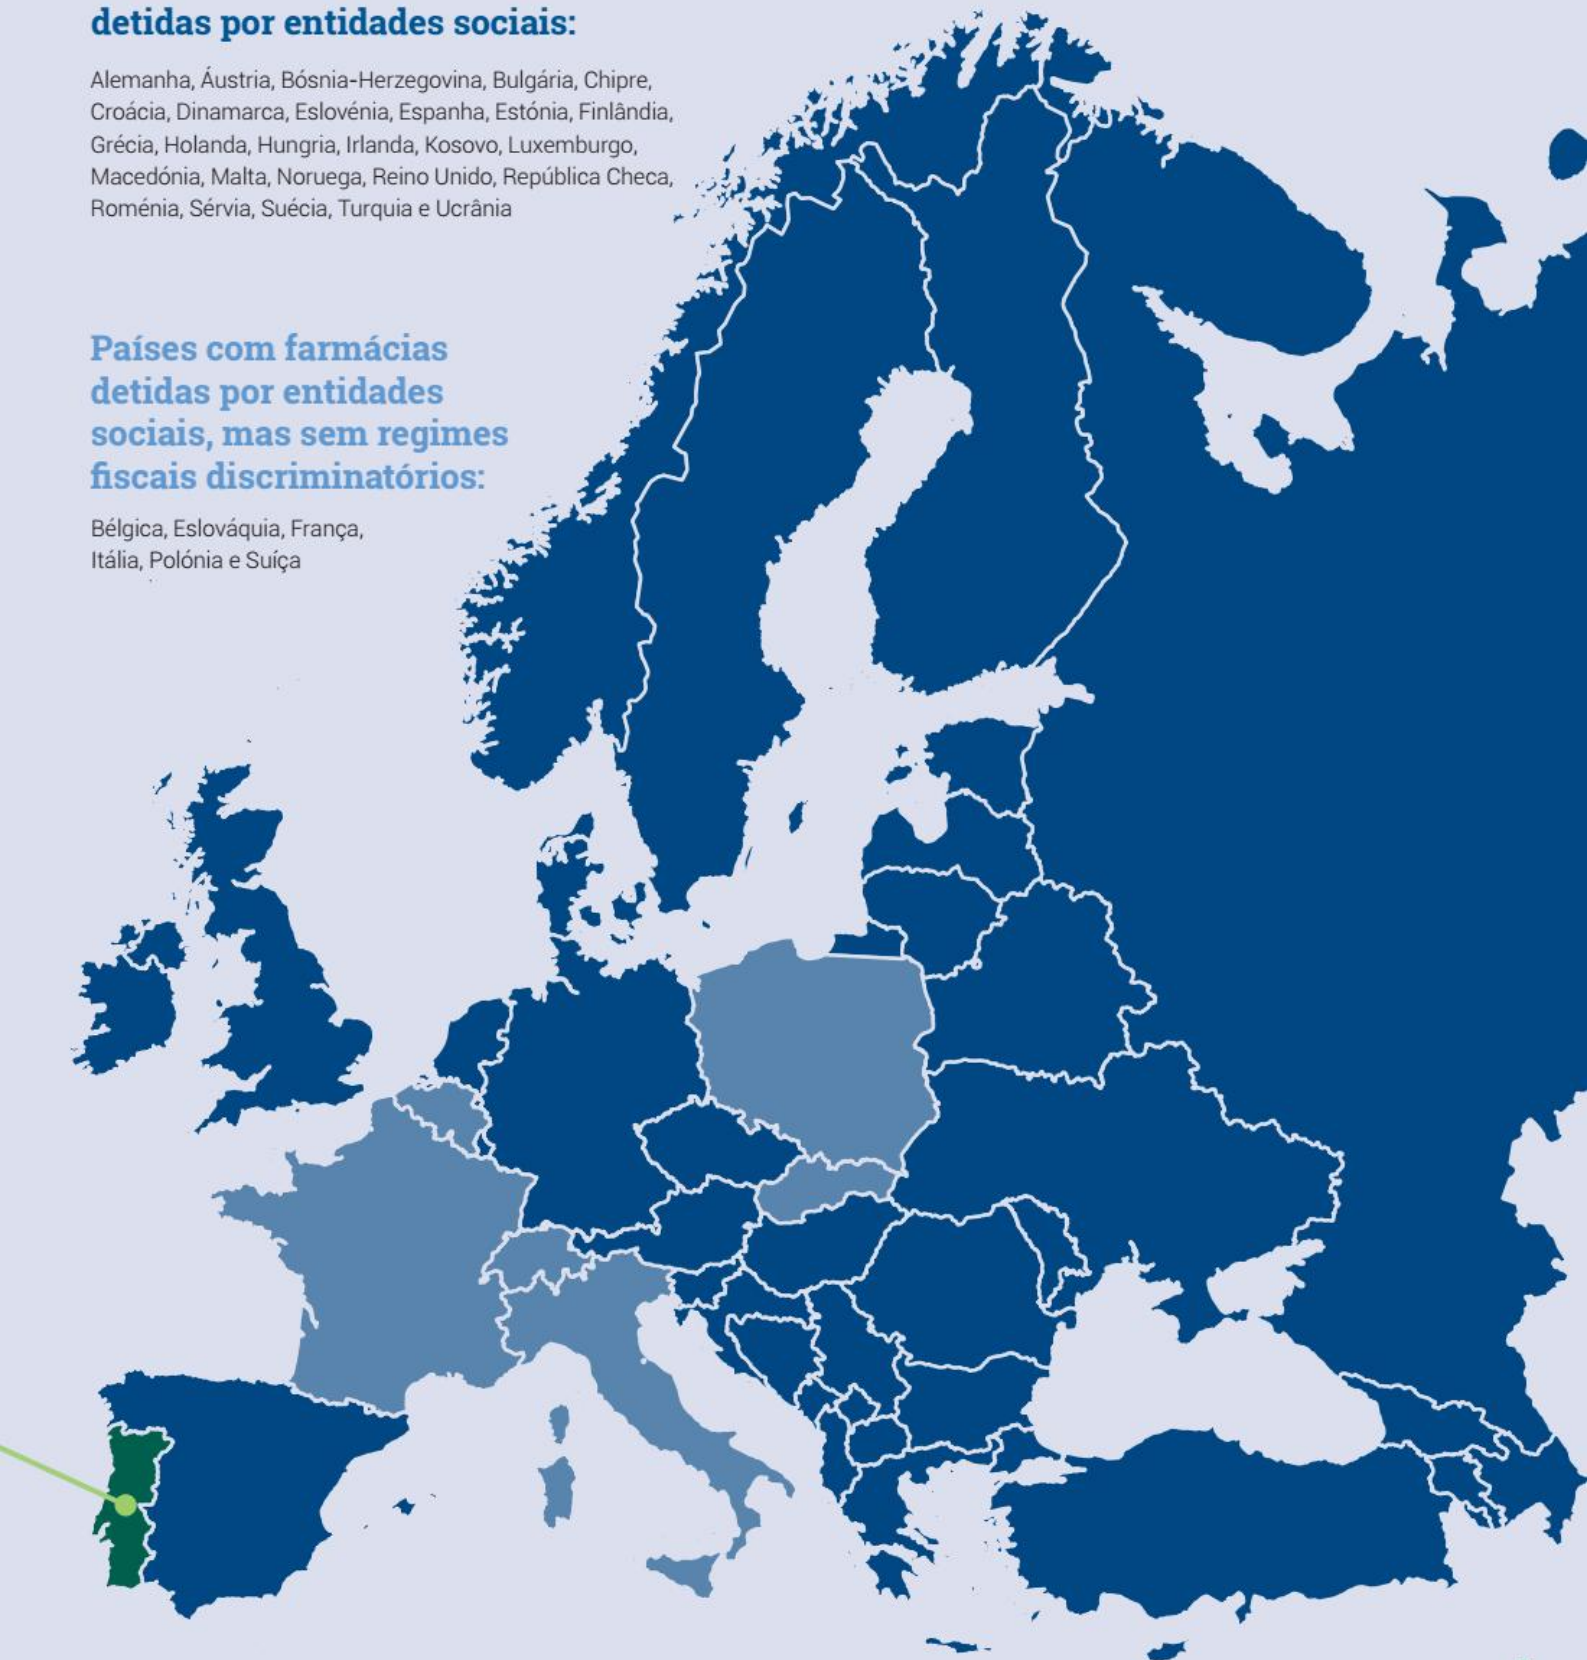 detidas por entidades sociais:
Alemanha, Áustria, Bósnia-Herzegovina, Bulgária, Chipre,
Croácia, Dinamarca, Eslovénia, Espanha, Estónia, Finlândia,
Grécia, Holanda, Hungria, Irlanda, Kosovo, Luxemburgo,
Macedónia, Malta, Noruega, Reino Unido, República Checa,
Roménia, Sérvia, Suécia, Turquia e Ucrânia
Países com farmácias
detidas por entidades
sociais, mas sem regimes
fiscais discriminatórios:
Bélgica, Eslováquia, França,
Itália, Polónia e Suíça